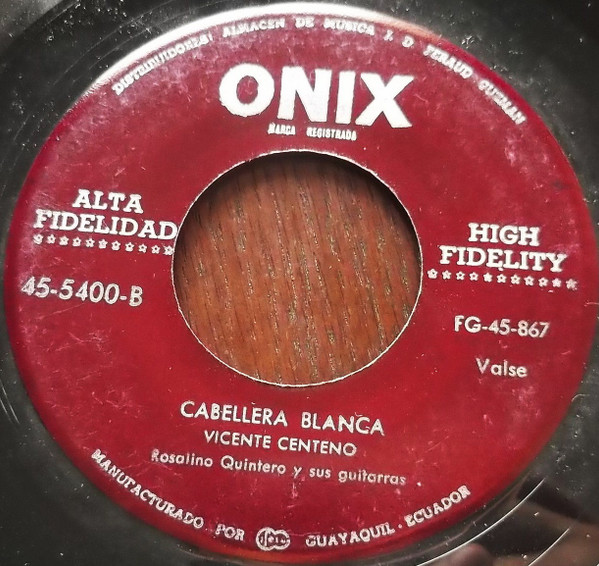 DISTRIBUIDORES: ALMACEN DE MUSICA J. D. FERAUD GUZMAN
ONIX
MARCA REGISTRADA
ALTA
FIDELIDAD
45-5400-B
HIGH
FIDELITY
FG-45-867
Valse
CABELLERA BLANCA
VICENTE CENTENO
Rosalino Quintero y sus guitarras
MANUFACTURADO POR
GUAYAQUIL - ECUADOR